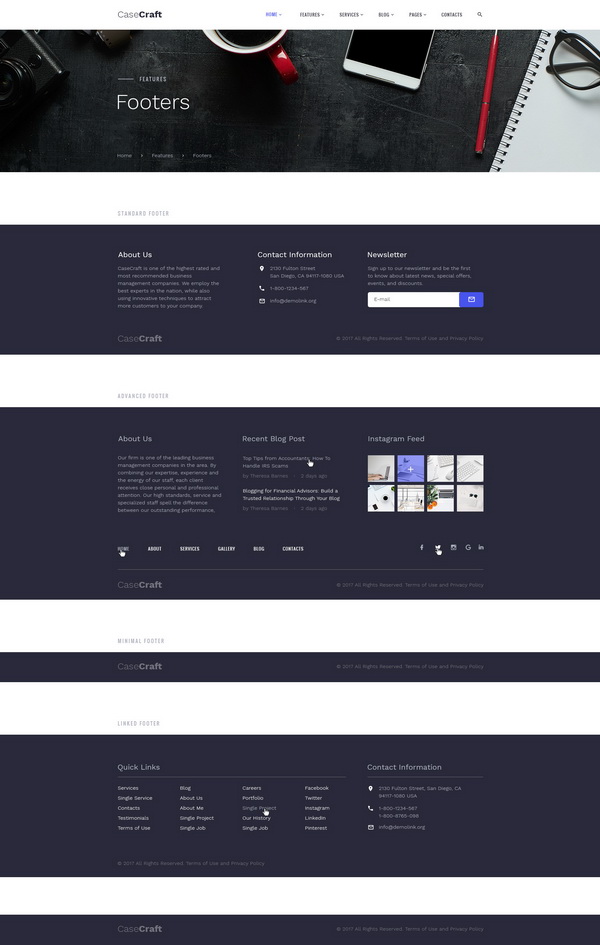 CaseCraft
HOME FEATURES SERVICES BLOG PAGES CONTACTS
FEATURES
Footers
Home Features Footers
STANDARD FOOTER
About Us
CaseCraft is one of the highest rated and
most recommended business
management companies. We employ the
best experts in the nation, while also
using innovative techniques to attract
more customers to your company.
Contact Information
2130 Fulton Street
San Diego, CA 94117-1080 USA
1-800-1234-567
info@demolink.org
Newsletter
Sign up to our newsletter and be the first
to know about latest news, special offers,
events, and discounts.
E-mail
CaseCraft
© 2017 All Rights Reserved. Terms of Use and Privacy Policy
ADVANCED FOOTER
About Us
Our firm is one of the leading business
management companies in the area. By
combining our expertise, experience and
the energy of our staff, each client
receives close personal and professional
attention. Our high standards, service and
specialized staff spell the difference
between our outstanding performance,
Recent Blog Post
Top Tips from Accountants: How To
Handle IRS Scams
by Theresa Barnes 2 days ago
Blogging for Financial Advisors: Build a
Trusted Relationship Through Your Blog
by Theresa Barnes 2 days ago
Instagram Feed
HOME ABOUT SERVICES GALLERY BLOG CONTACTS
CaseCraft
© 2017 All Rights Reserved. Terms of Use and Privacy Policy
MINIMAL FOOTER
CaseCraft
© 2017 All Rights Reserved. Terms of Use and Privacy Policy
LINKED FOOTER
Quick Links
Services Blog Careers Facebook
Single Service About Us Portfolio Twitter
Contacts About Me Single Project Instagram
Testimonials Single Project Our History LinkedIn
Terms of Use Single Job Single Job Pinterest
Contact Information
2130 Fulton Street, San Diego, CA
94117-1080 USA
1-800-1234-567
1-800-8765-098
info@demolink.org
© 2017 All Rights Reserved. Terms of Use and Privacy Policy
CaseCraft
© 2017 All Rights Reserved. Terms of Use and Privacy Policy